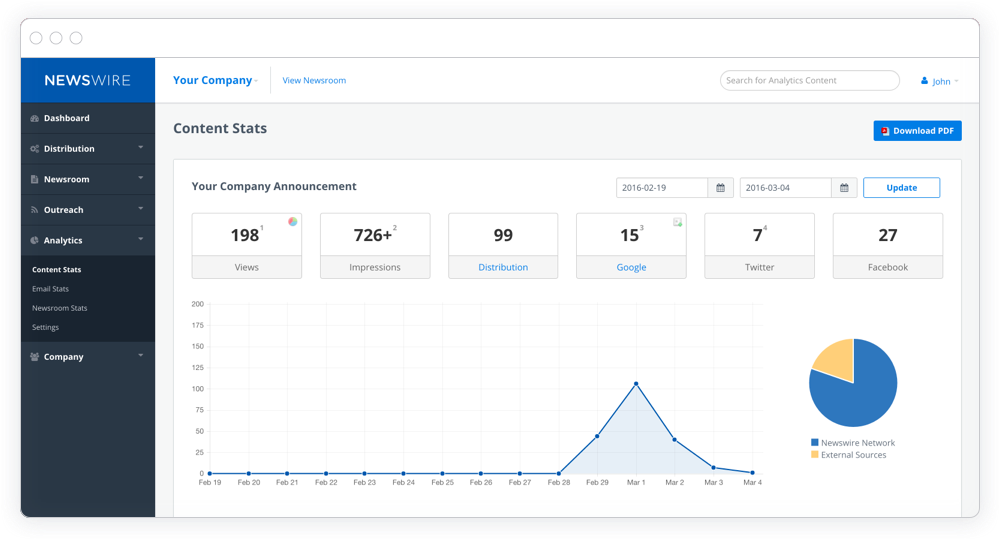 NEWSWIRE
Your Company
View Newsroom
Search for Analytics Content
John
Dashboard
Distribution
Newsroom
Outreach
Analytics
Content Stats
Email Stats
Newsroom Stats
Settings
Company
Content Stats
Download PDF
Your Company Announcement
2016-02-19
2016-03-04
Update
198 1
Views
726+ 2
Impressions
99
Distribution
15 3
Google
7 4
Twitter
27
Facebook
200
175
150
125
100
75
50
25
0
Feb 19 Feb 20 Feb 21 Feb 22 Feb 23 Feb 24 Feb 25 Feb 26 Feb 27 Feb 28 Feb 29 Mar 1 Mar 2 Mar 3 Mar 4
Newswire Network
External Sources